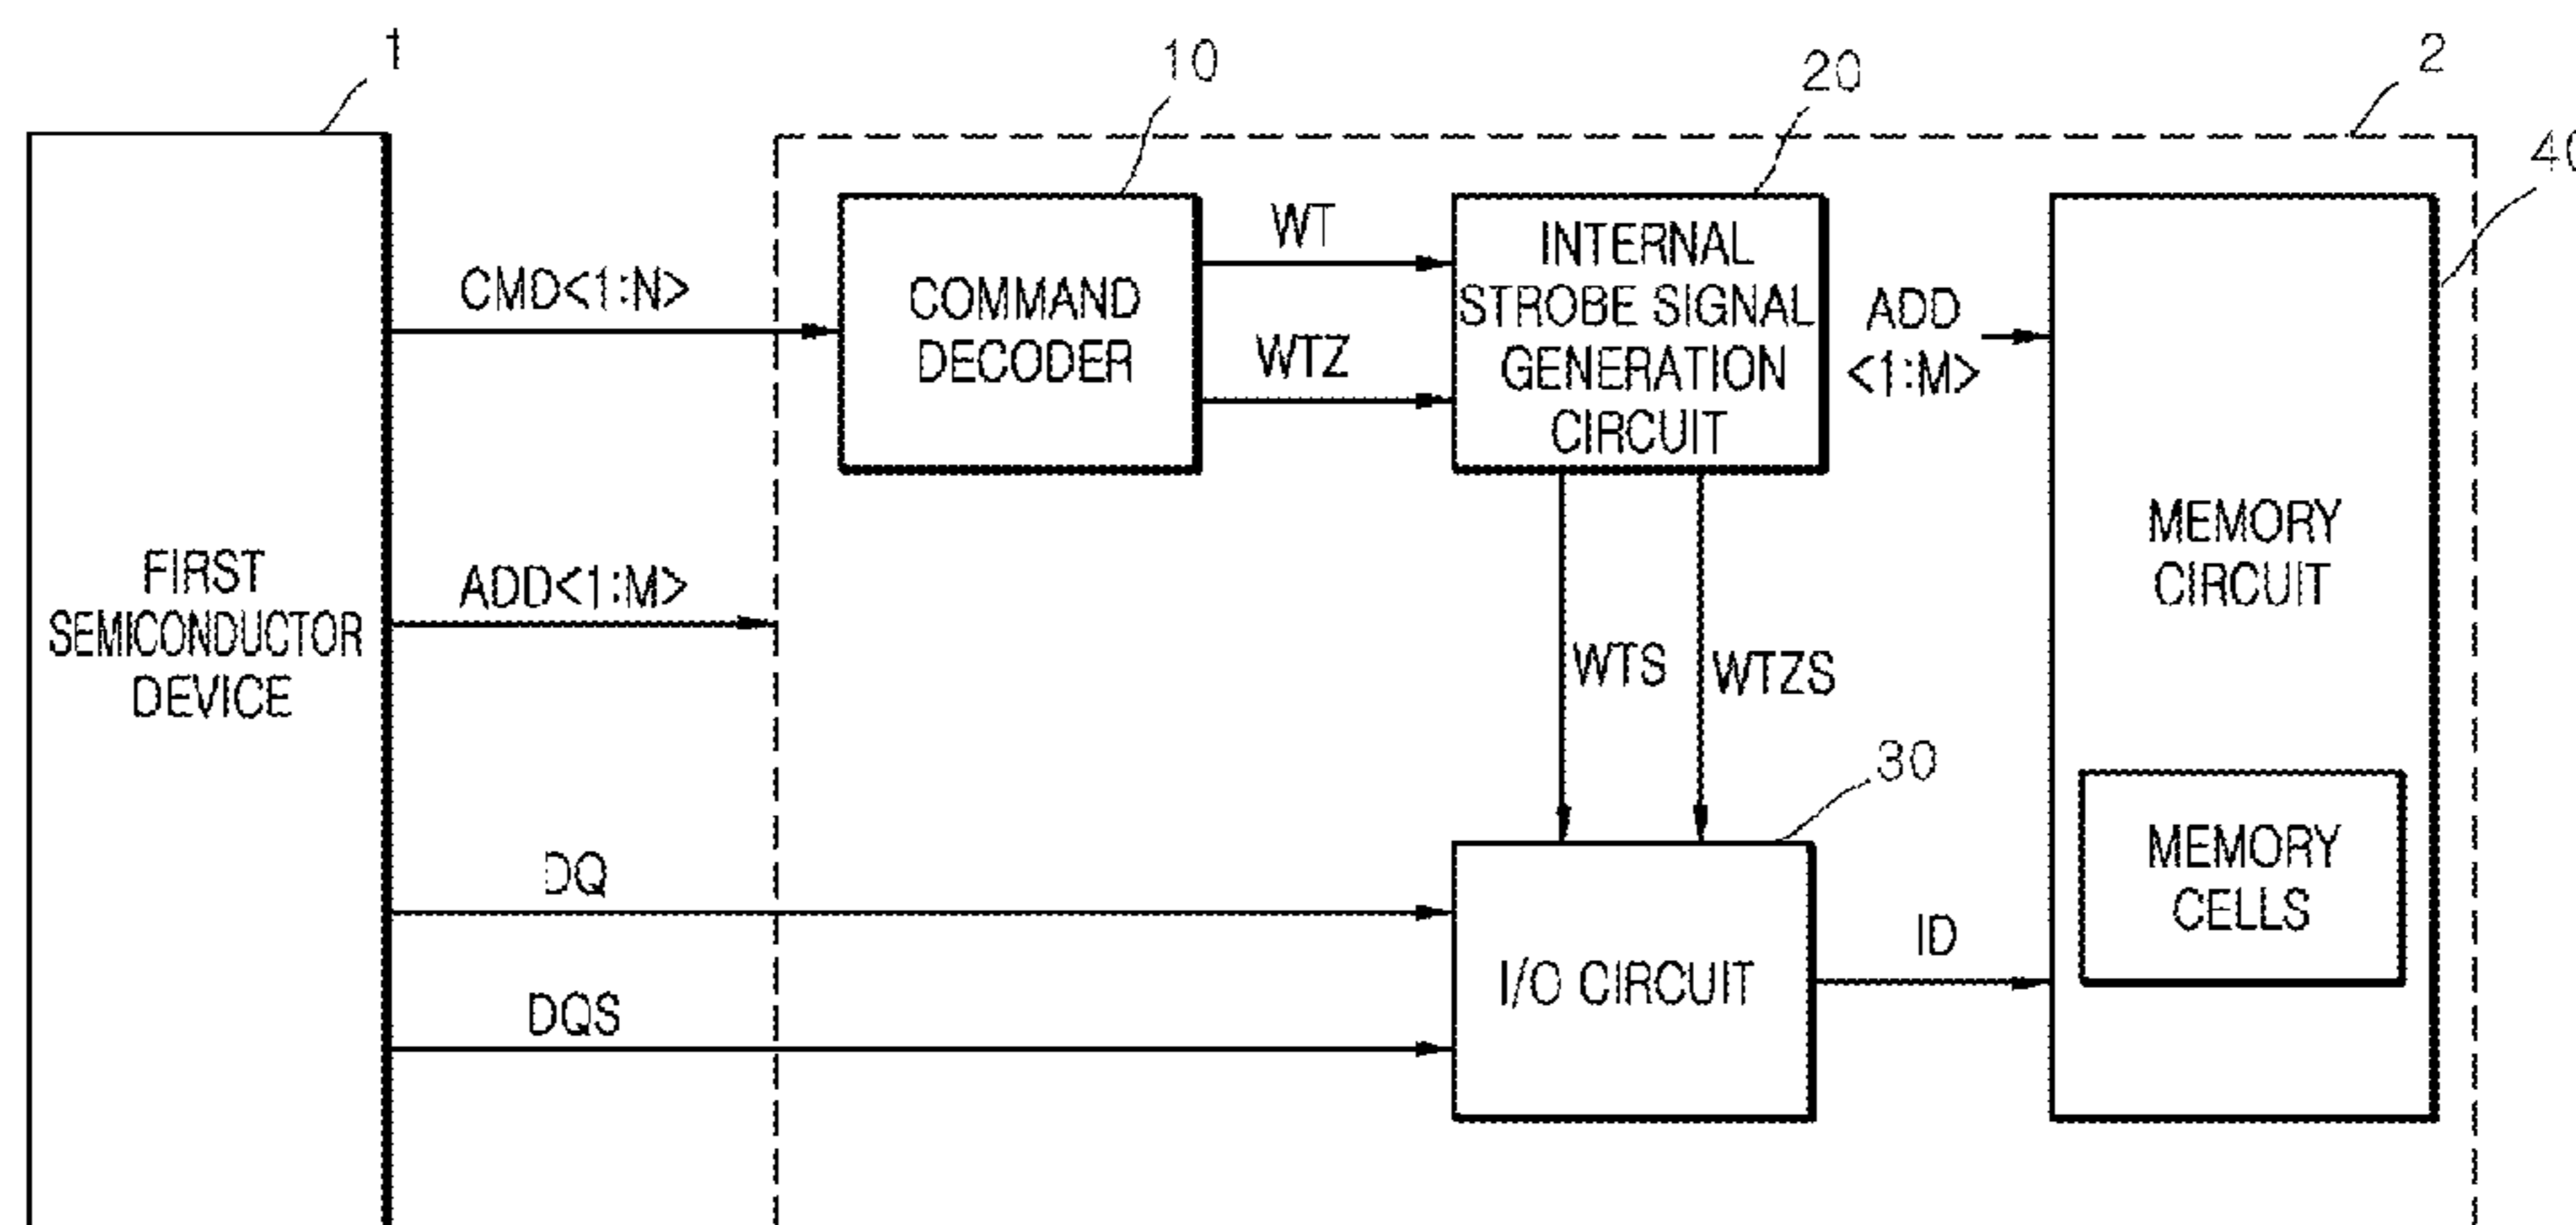 1
10
20
2
40
CMD<1:N>
COMMAND
DECODER
WT
WTZ
INTERNAL
STROBE SIGNAL
GENERATION
CIRCUIT
ADD
<1:M>
FIRST
SEMICONDUCTOR
DEVICE
ADD<1:M>
MEMORY
CIRCUIT
WTS
WTZS
30
DQ
DQS
I/O CIRCUIT
ID
MEMORY
CELLS